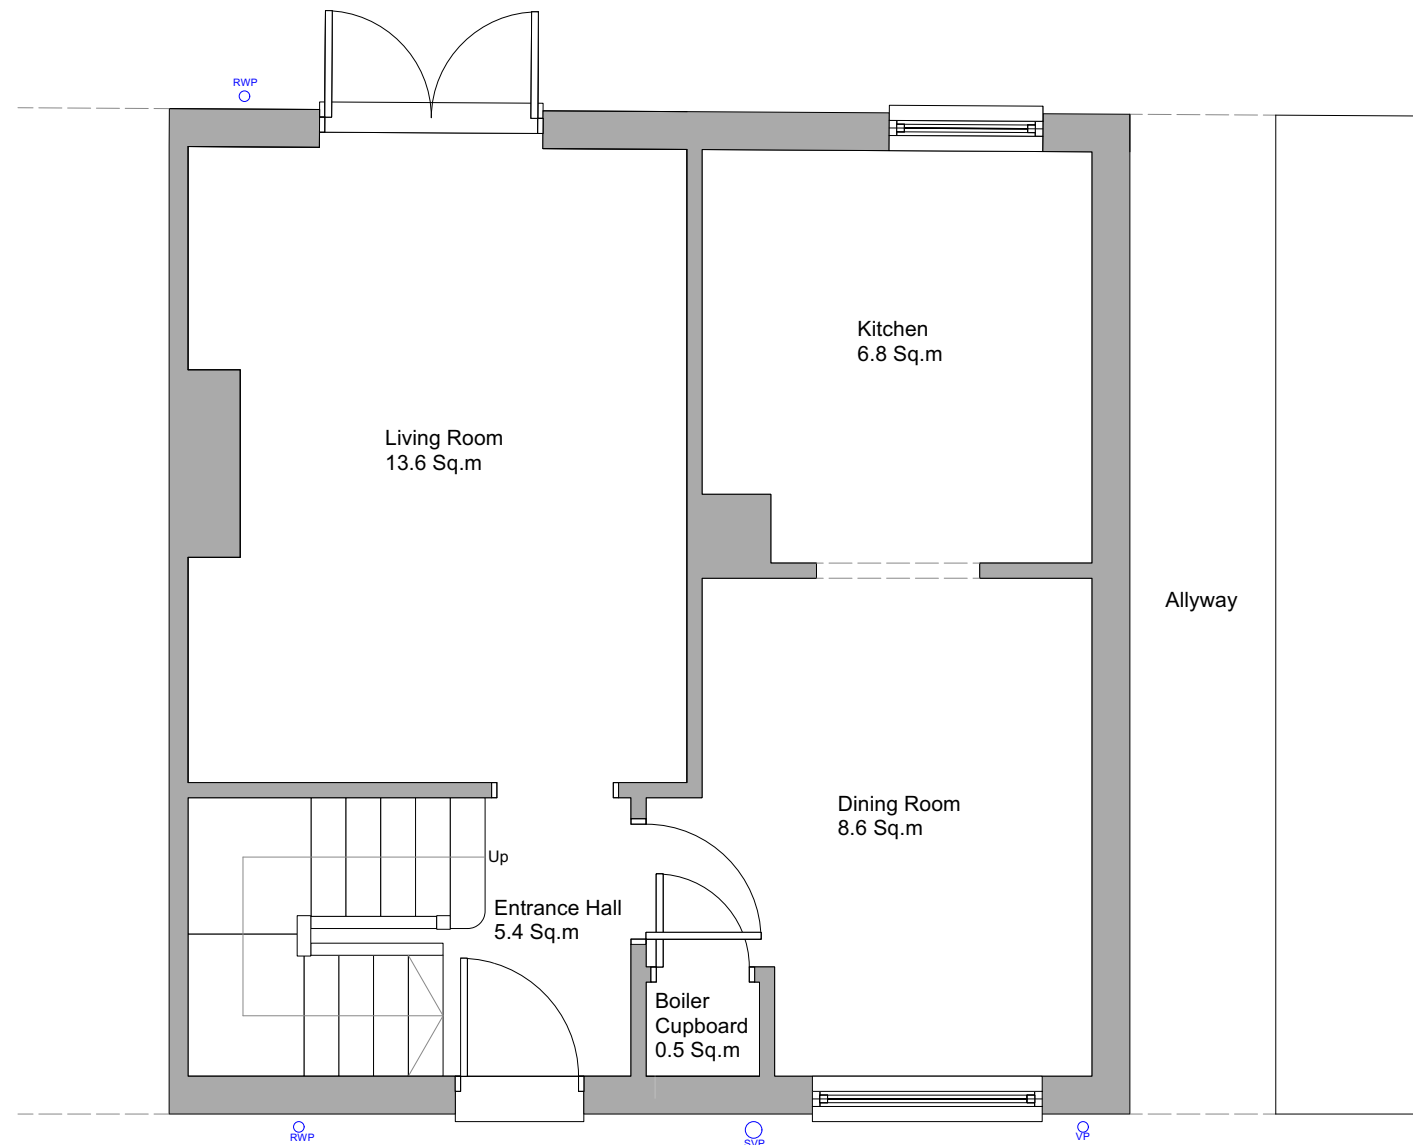 RWP
Kitchen
6.8 Sq.m
Living Room
13.6 Sq.m
Allyway
Dining Room
8.6 Sq.m
Up
Entrance Hall
5.4 Sq.m
Boiler
Cupboard
0.5 Sq.m
RWP
SVP
VP